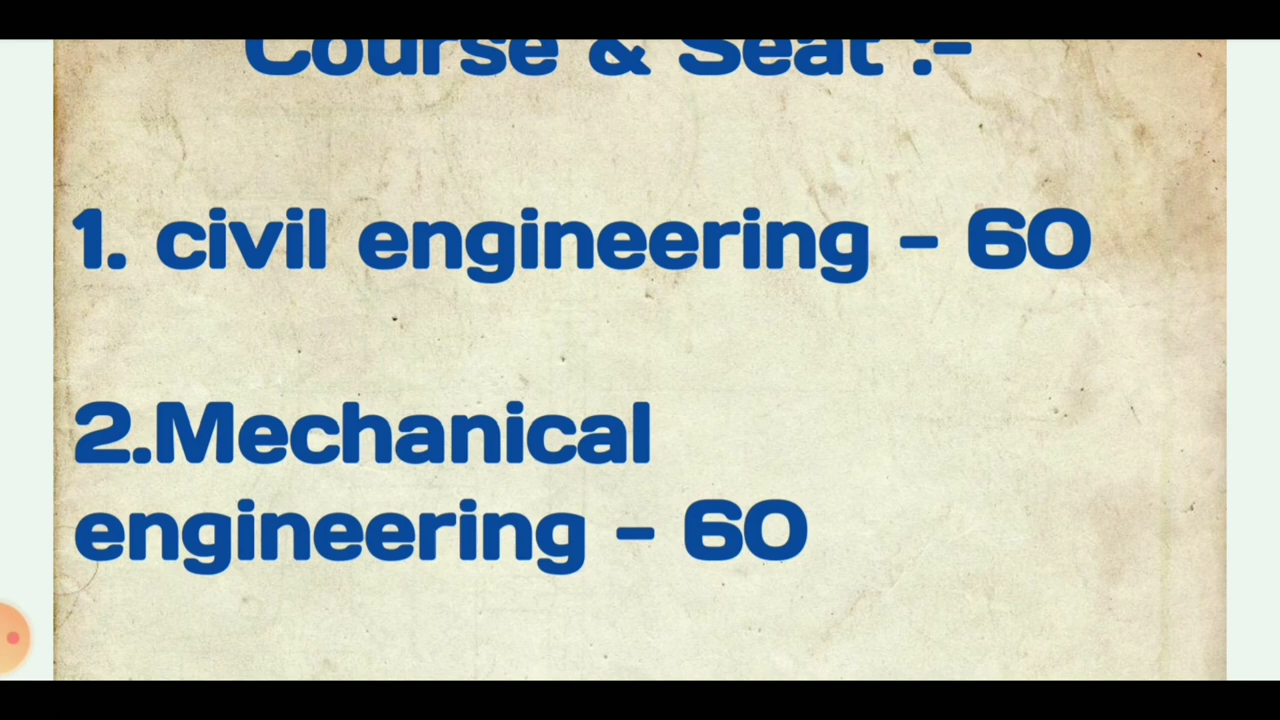 Course & Seat :-
1. civil engineering - 60
2.Mechanical
engineering - 60